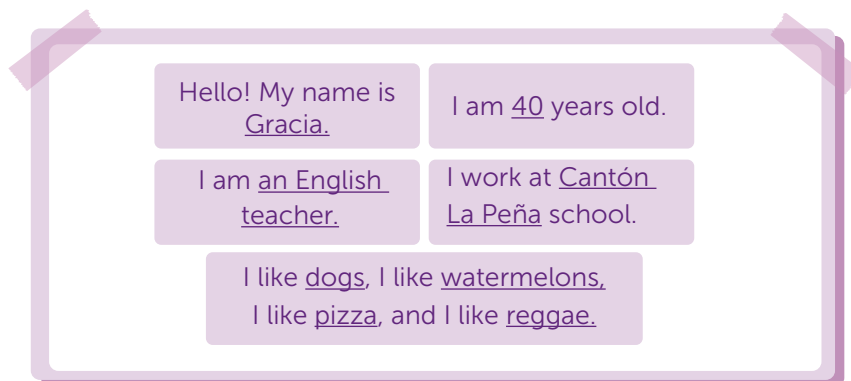 Hello! My name is
Gracia.
I am 40 years old.
I am an English
teacher.
I work at Cantón
La Peña school.
I like dogs, I like watermelons,
I like pizza, and I like reggae.